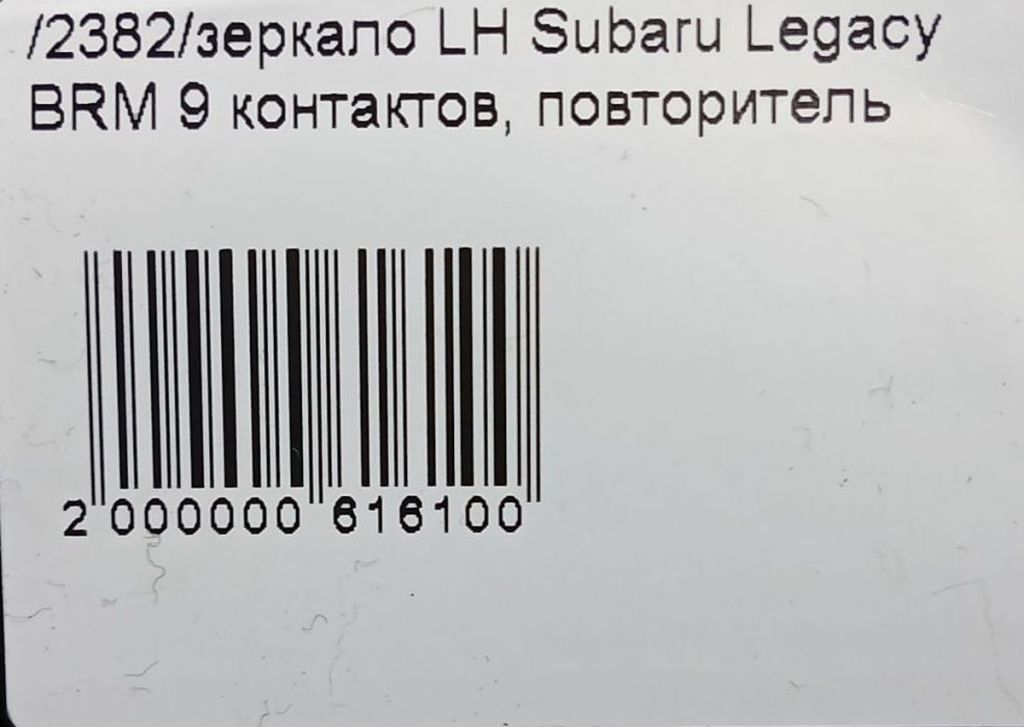 /2382/зеркало LH Subaru Legacy
BRM 9 контактов, повторитель
2 000000 616100